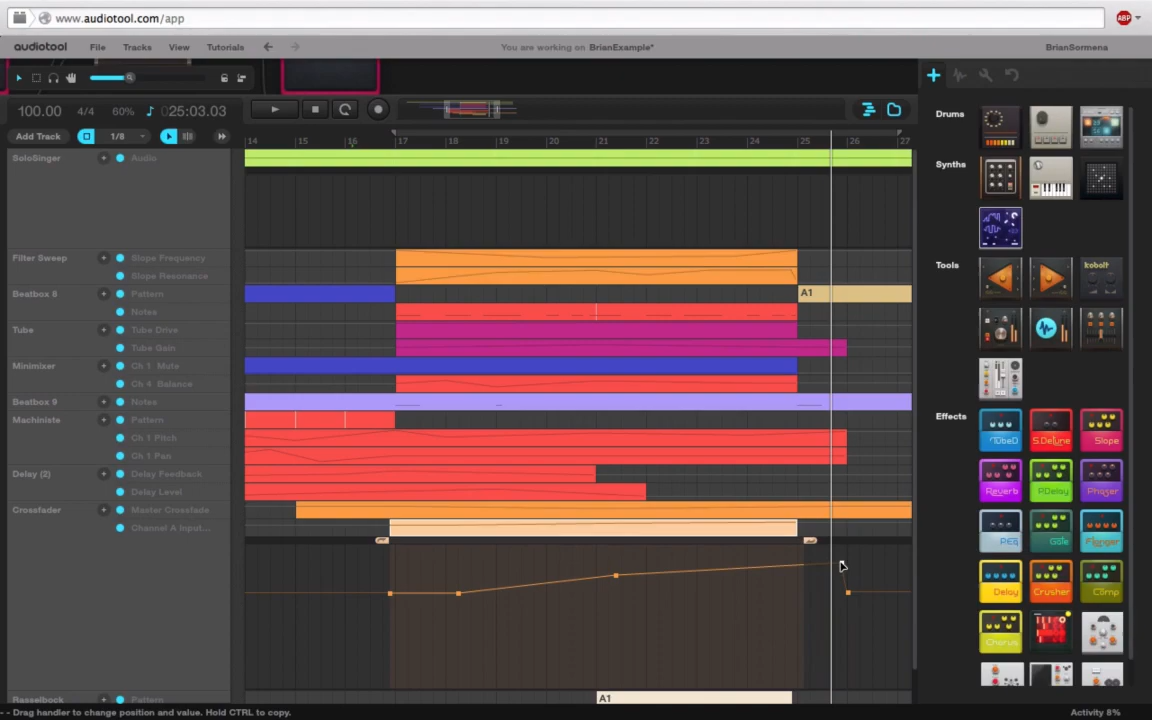 www.audiotool.com/app
ABP
audiotool File Tracks View Tutorials You are working on BrianExample* BrianSormena
100.00 4/4 60% 25:03.03
Add Track 1/8 14 15 16 17 18 19 20 21 22 23 24 25 26 27
SoloSinger Audio
Filter Sweep Slope Frequency
Slope Resonance
Beatbox 8 Pattern A1
Notes
Tube Tube Drive
Tube Gain
Minimixer Ch 1 Mute
Ch 4 Balance
Beatbox 9 Notes
Machiniste Pattern
Ch 1 Pitch
Ch 1 Pan
Delay (2) Delay Feedback
Delay Level
Crossfader Master Crossfade
Channel A Input...
Rasselbock Pattern A1
Drums
Synths
Tools
kobolt
Effects
TubeD S.Detune Slope
Reverb P.Delay Phaser
PEq Gate Flanger
Delay Crusher Comp
Chorus
- - Drag handler to change position and value. Hold CTRL to copy. Activity 8%